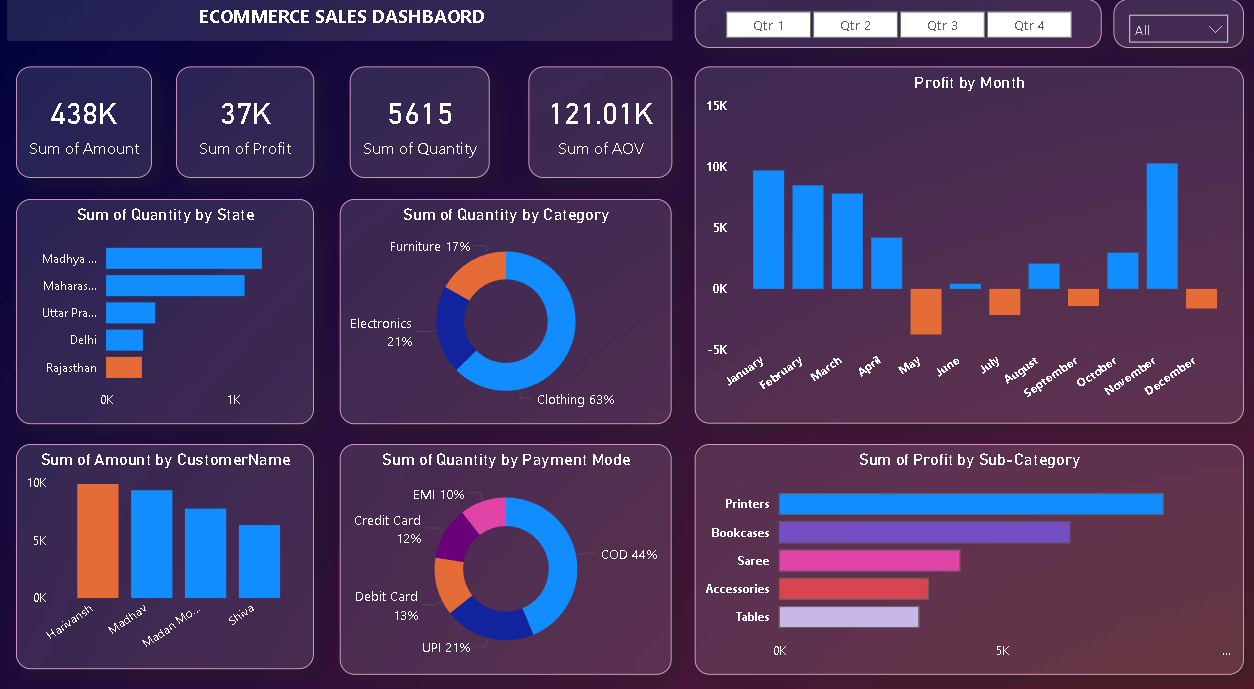 ECOMMERCE SALES DASHBAORD
Qtr 1
Qtr 2
Qtr 3
Qtr 4
All
438K
Sum of Amount
37K
Sum of Profit
5615
Sum of Quantity
121.01K
Sum of AOV
Profit by Month
15K
10K
5K
0K
-5K
January
February
March
April
May
June
July
August
September
October
November
December
Sum of Quantity by State
Madhya ...
Maharas...
Uttar Pra...
Delhi
Rajasthan
0K
1K
Sum of Quantity by Category
Furniture 17%
Electronics
21%
Clothing 63%
Sum of Amount by CustomerName
10K
5K
0K
Harivansh
Madhav
Madan Mo...
Shiva
Sum of Quantity by Payment Mode
EMI 10%
Credit Card
12%
Debit Card
13%
UPI 21%
COD 44%
Sum of Profit by Sub-Category
Printers
Bookcases
Saree
Accessories
Tables
0K
5K
...